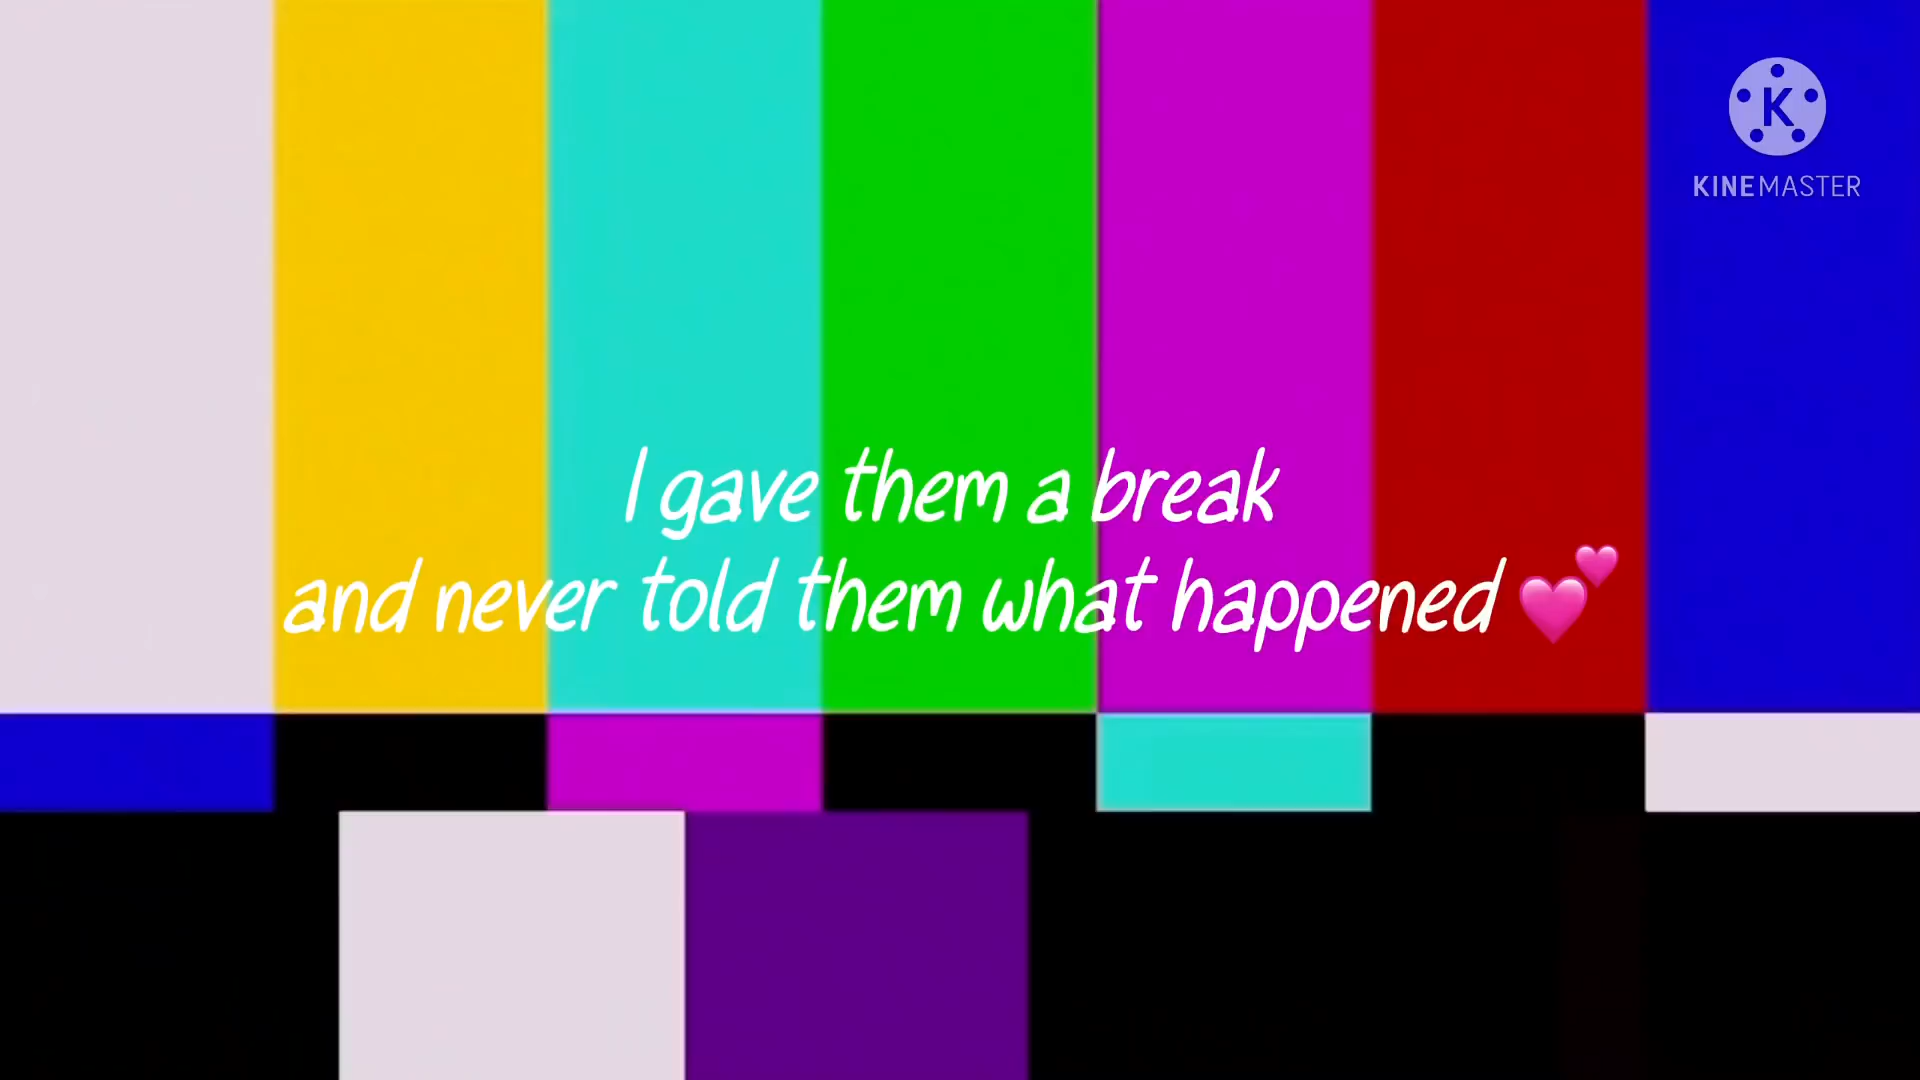 K
KINEMASTER
I gave them a break
and never told them what happened 💕